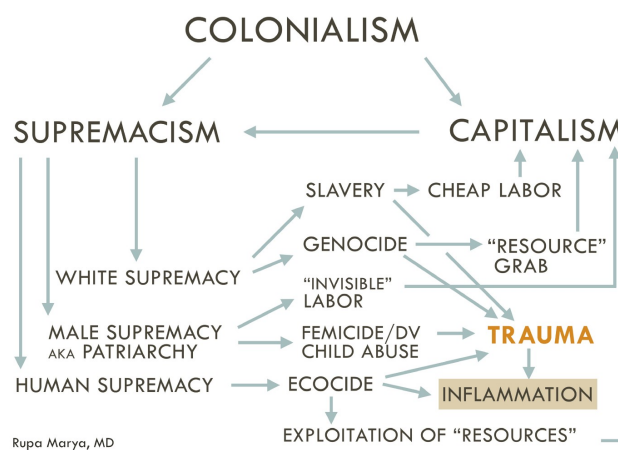 COLONIALISM
SUPREMACISM
CAPITALISM
SLAVERY
CHEAP LABOR
GENOCIDE
"RESOURCE"
GRAB
WHITE SUPREMACY
"INVISIBLE"
LABOR
MALE SUPREMACY
AKA PATRIARCHY
FEMICIDE/DV
CHILD ABUSE
TRAUMA
HUMAN SUPREMACY
ECOCIDE
INFLAMMATION
EXPLOITATION OF "RESOURCES"
Rupa Marya, MD